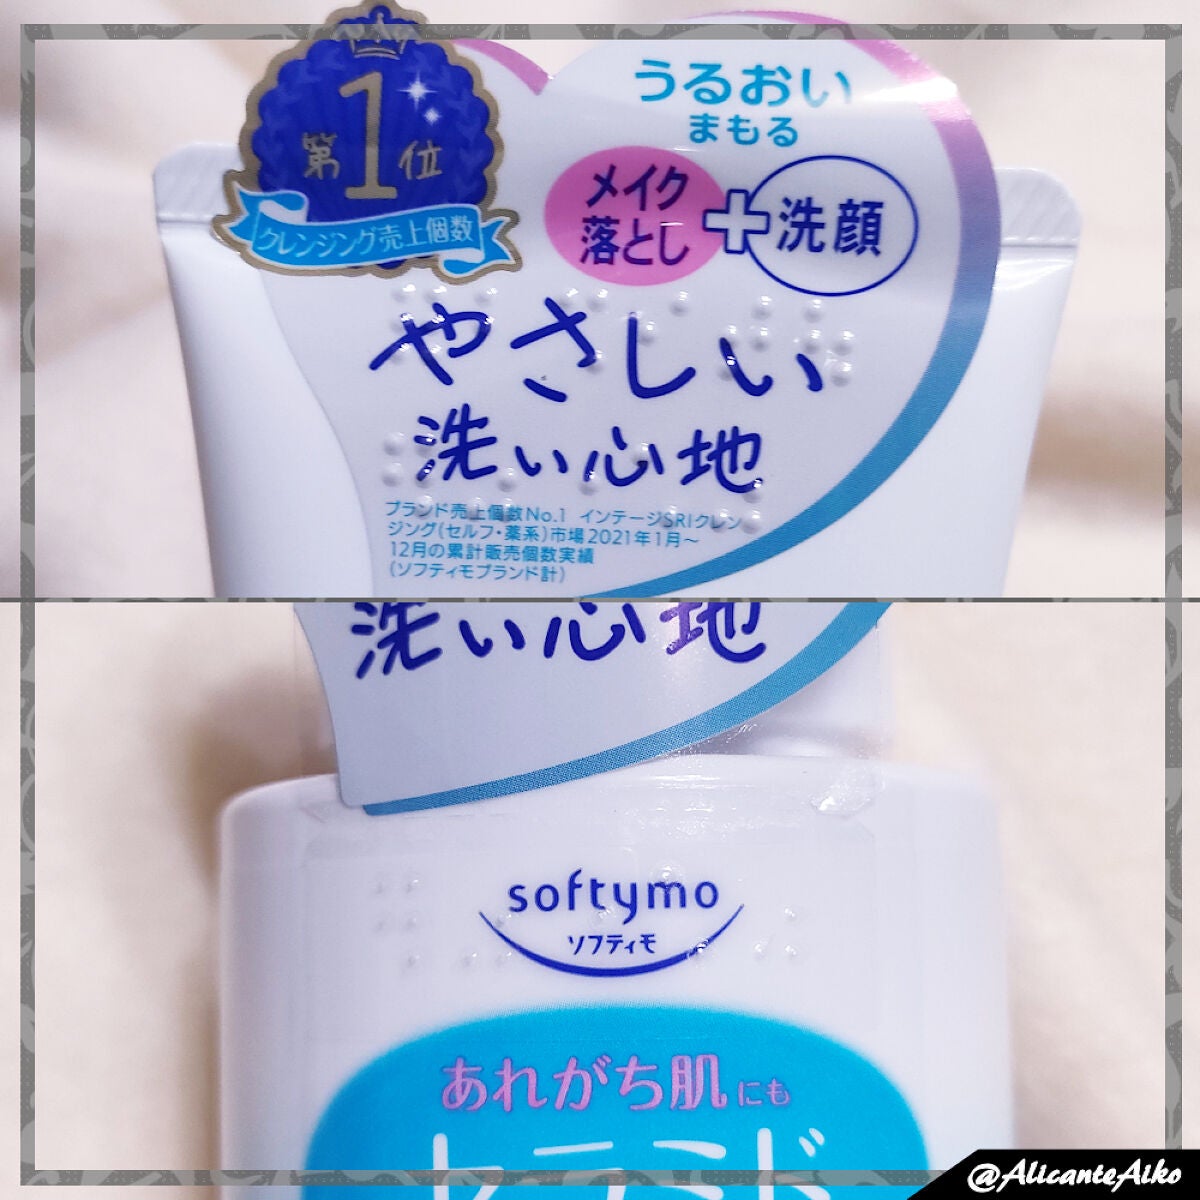 第1位
クレンジング売上個数
うるおい
まもる
メイク
落とし
+
洗顔
やさしい
洗い心地
ブランド売上個数No.1 インテージSRIクレン
ジング(セルフ・薬系)市場2021年1月〜
12月の累計販売個数実績
(ソフティモブランド計)
洗い心地
softymo
ソフティモ
あれがち肌にも
セラミド
@AlicanteAiko